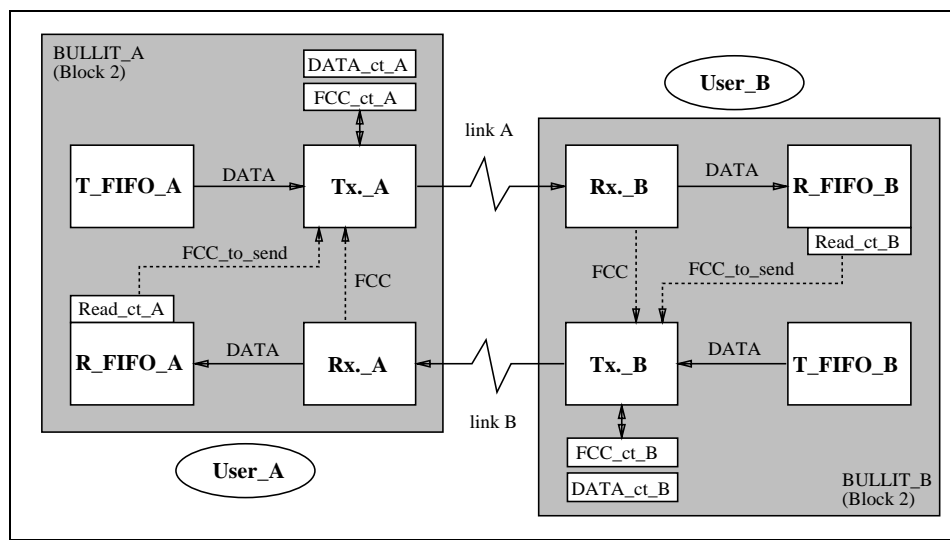 BULLIT_A
(Block 2)
DATA_ct_A
FCC_ct_A
User_B
link A
T_FIFO_A
DATA
Tx._A
Rx._B
DATA
R_FIFO_B
Read_ct_B
FCC_to_send
FCC
FCC
FCC_to_send
Read_ct_A
R_FIFO_A
DATA
Rx._A
Tx._B
DATA
T_FIFO_B
link B
User_A
FCC_ct_B
DATA_ct_B
BULLIT_B
(Block 2)